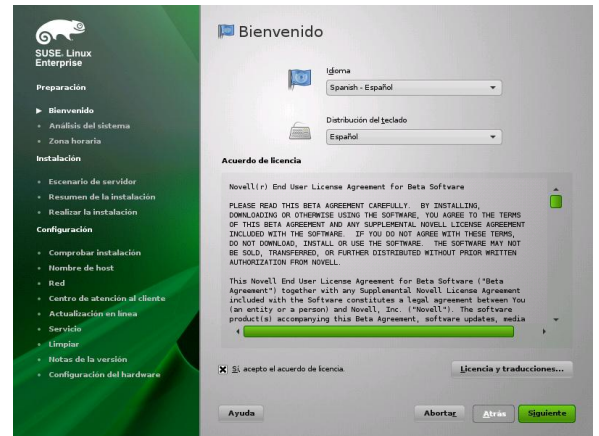 SUSE. Linux
Enterprise
Preparación
Bienvenido
Análisis del sistema
Zona horaria
Instalación
Escenario de servidor
Resumen de la instalación
Realizar la instalación
Configuración
Comprobar instalación
Nombre de host
Red
Centro de atención al cliente
Actualización en línea
Servicio
Limpiar
Notas de la versión
Configuración del hardware
Bienvenido
Idioma
Spanish - Español
Distribución del teclado
Español
Acuerdo de licencia
Novell(r) End User License Agreement for Beta Software
PLEASE READ THIS BETA AGREEMENT CAREFULLY. BY INSTALLING,
DOWNLOADING OR OTHERWISE USING THE SOFTWARE, YOU AGREE TO THE TERMS
OF THIS BETA AGREEMENT AND ANY SUPPLEMENTAL NOVELL LICENSE AGREEMENT
INCLUDED WITH THE SOFTWARE. IF YOU DO NOT AGREE WITH THESE TERMS,
DO NOT DOWNLOAD, INSTALL OR USE THE SOFTWARE. THE SOFTWARE MAY NOT
BE SOLD, TRANSFERRED, OR FURTHER DISTRIBUTED WITHOUT PRIOR WRITTEN
AUTHORIZATION FROM NOVELL.
This Novell End User License Agreement for Beta Software ("Beta
Agreement") together with any Supplemental Novell License Agreement
included with the Software constitutes a legal agreement between You
(an entity or a person) and Novell, Inc. ("Novell"). The software
product(s) accompanying this Beta Agreement, software updates, media
Sí, acepto el acuerdo de licencia.
Licencia y traducciones...
Ayuda
Abortar
Atrás
Siguiente